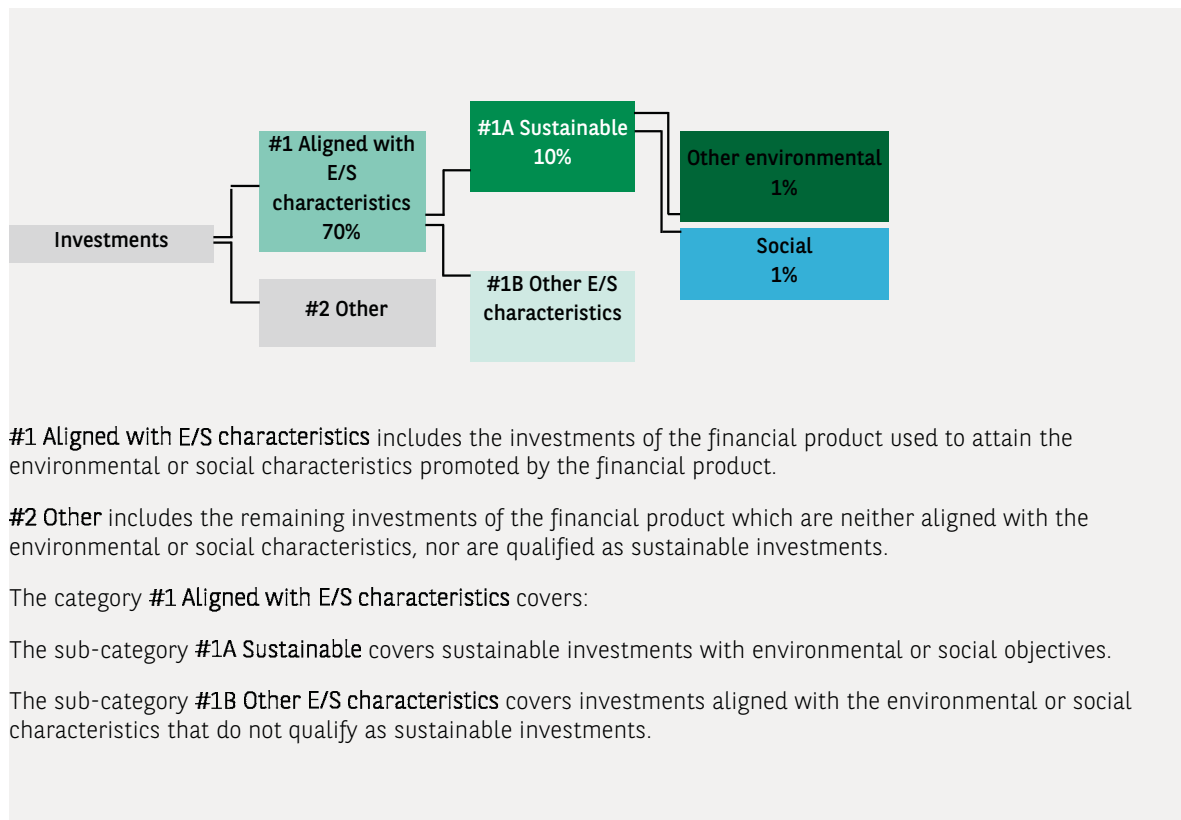 Investments
#1 Aligned with
E/S
characteristics
70%
#2 Other
#1A Sustainable
10%
#1B Other E/S
characteristics
Other environmental
1%
Social
1%
#1 Aligned with E/S characteristics includes the investments of the financial product used to attain the
environmental or social characteristics promoted by the financial product.
#2 Other includes the remaining investments of the financial product which are neither aligned with the
environmental or social characteristics, nor are qualified as sustainable investments.
The category #1 Aligned with E/S characteristics covers:
The sub-category #1A Sustainable covers sustainable investments with environmental or social objectives.
The sub-category #1B Other E/S characteristics covers investments aligned with the environmental or social
characteristics that do not qualify as sustainable investments.